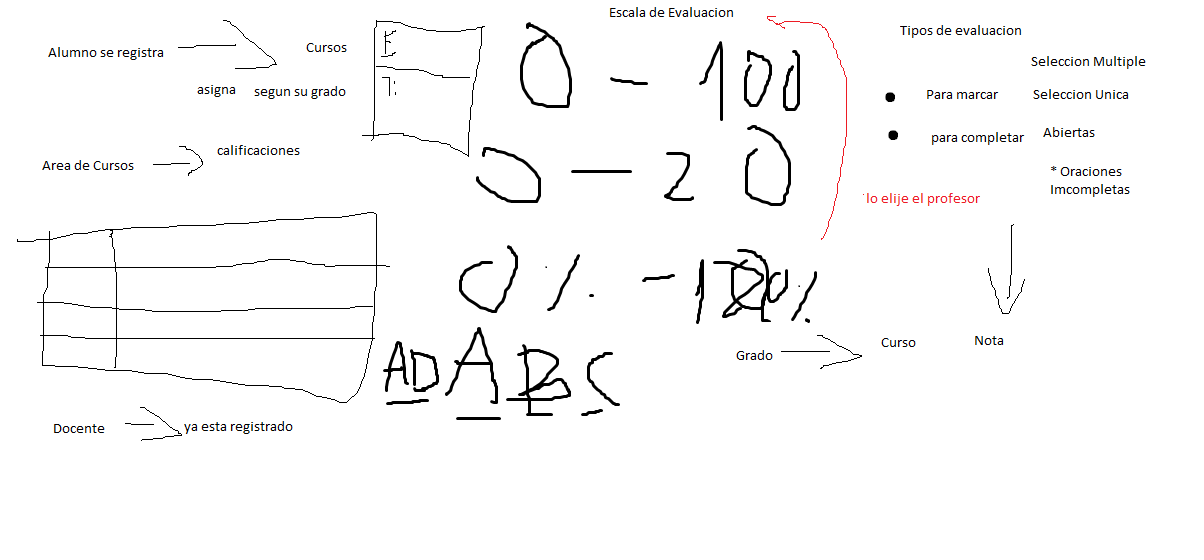 Escala de Evaluacion
Alumno se registra
Cursos
asigna segun su grado
E
T:
0 - 100
0 - 20
0% - 100%
AD A B C
Area de Cursos
calificaciones
Tipos de evaluacion
Seleccion Multiple
Para marcar
Seleccion Unica
para completar
Abiertas
* Oraciones
Imcompletas
lo elije el profesor
Grado
Curso
Nota
Docente
ya esta registrado